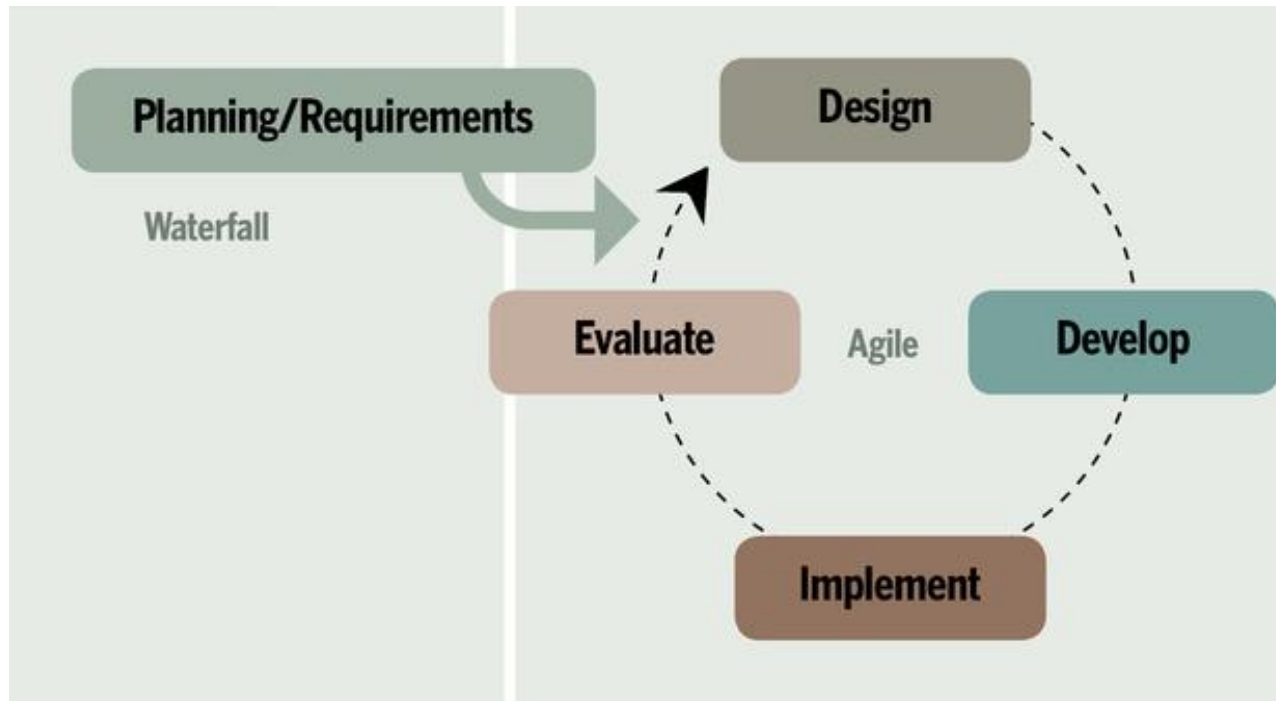 Planning/Requirements
Design
Waterfall
Evaluate
Agile
Develop
Implement